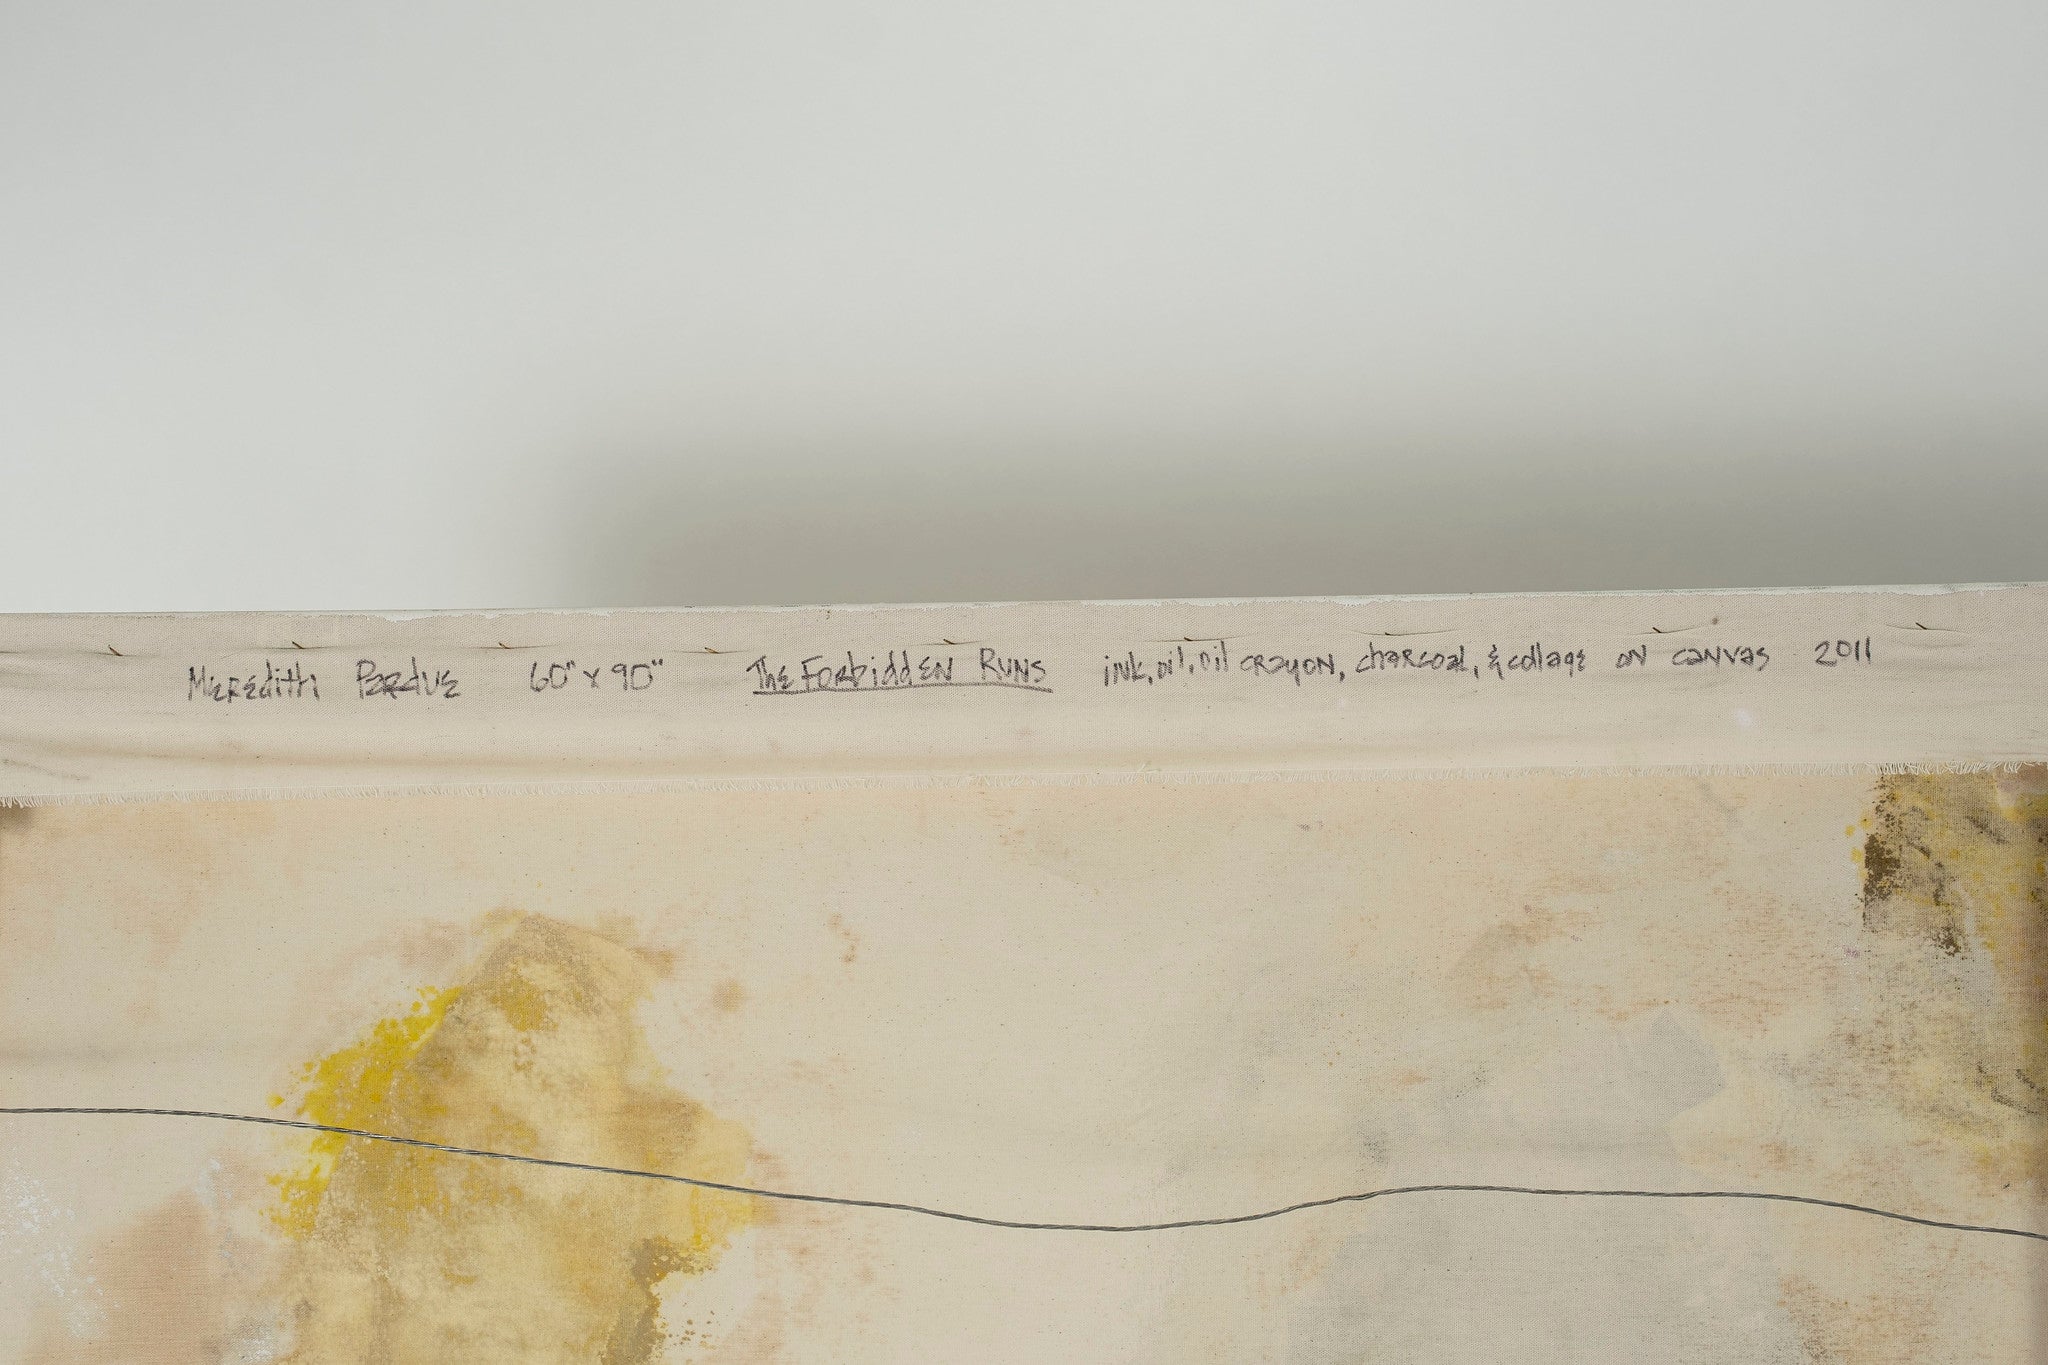 Meredith Pardue 60" x 90" The Forbidden Runs ink, oil, oil crayon, charcoal, & collage on canvas 2011